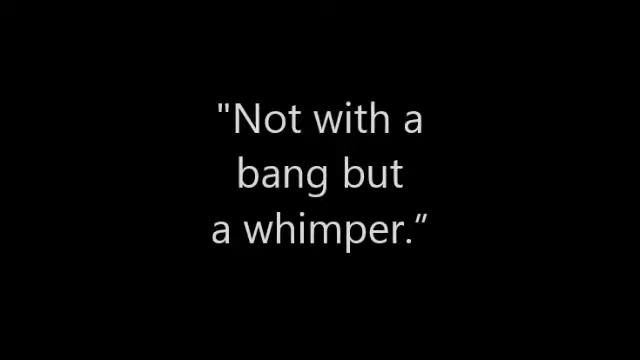 "Not with a
bang but
a whimper.”